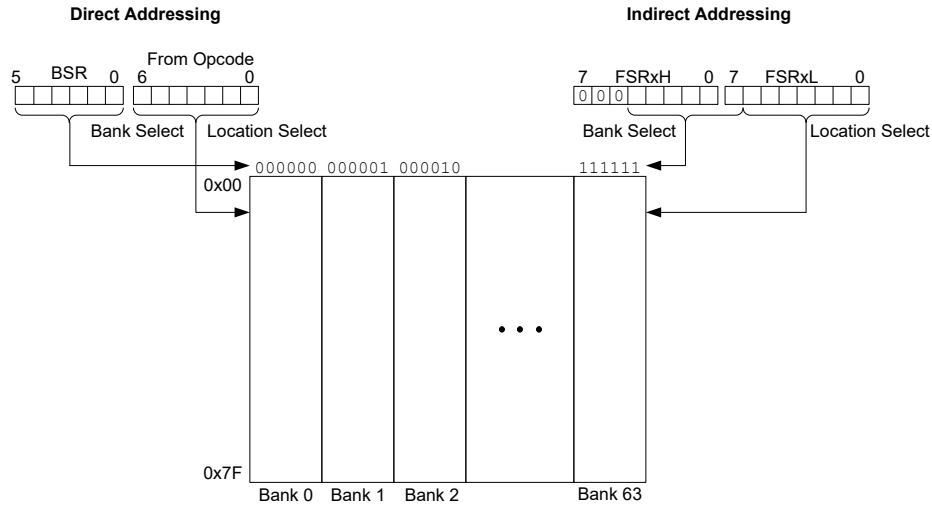 Direct Addressing
Indirect Addressing
From Opcode
5 BSR 0 6 0
7 FSRxH 0 7 FSRxL 0
0 0 0
Bank Select Location Select
Bank Select Location Select
000000 000001 000010 111111
0x00
0x7F
Bank 0 Bank 1 Bank 2 Bank 63